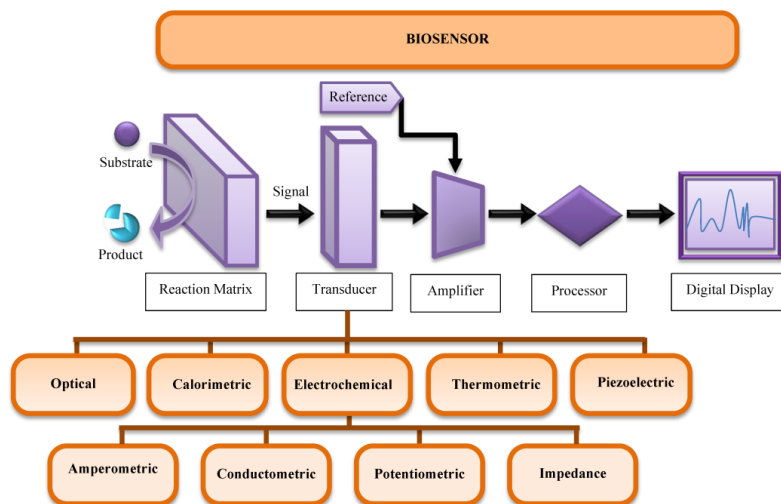 BIOSENSOR
Reference
Substrate
Signal
Product
Reaction Matrix
Transducer
Amplifier
Processor
Digital Display
Optical
Calorimetric
Electrochemical
Thermometric
Piezoelectric
Amperometric
Conductometric
Potentiometric
Impedance